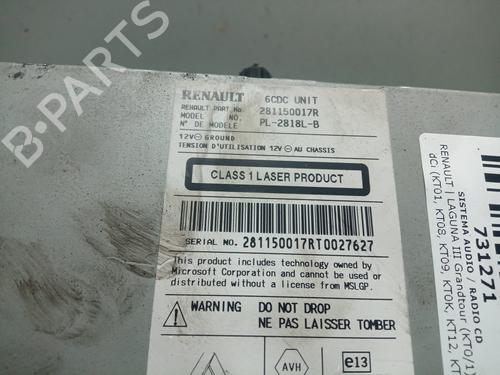 RENAULT 6CDC UNIT
RENAULT PART No. 281150017R
MODEL NO.
N° DE MODELE PL-2818L-B
12V GROUND
TENSION D'UTILISATION 12V AU CHASSIS
CLASS 1 LASER PRODUCT
SERIAL NO. 281150017RT0027627
This product includes technology owned by
Microsoft Corporation and cannot be used or
distributed without a license from MSLGP.
WARNING DO NOT DROP
NE PAS LAISSER TOMBER
AVH
e13
731271
SISTEMA AUDIO / RADIO CD
RENAULT | LAGUNA III Grandtour (KT0/1)
dCi (KT01, KT08, KT09, KT0K, KT12, KT
B-PARTS